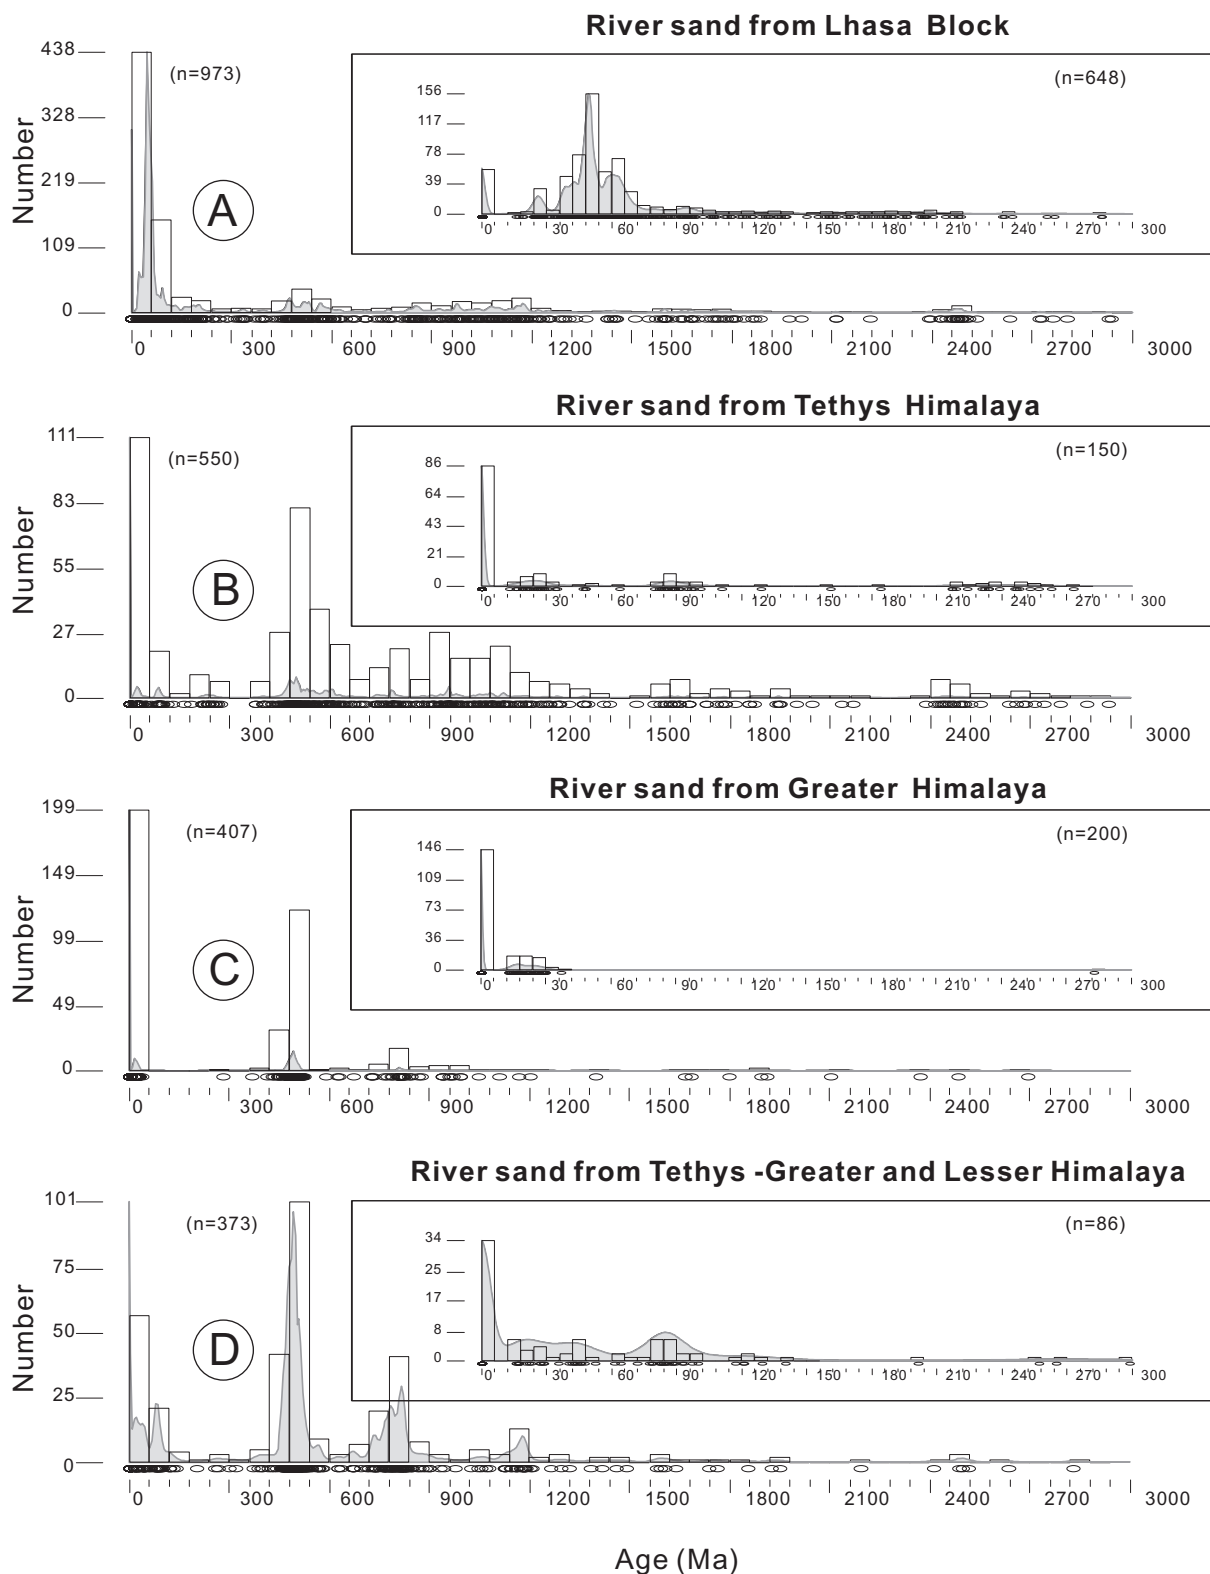 River sand from Lhasa Block
438
328
219
109
0
Number
(n=973)
A
(n=648)
156
117
78
39
0
0 30 60 90 120 150 180 210 240 270 300
0 300 600 900 1200 1500 1800 2100 2400 2700 3000
River sand from Tethys Himalaya
111
83
55
27
0
Number
(n=550)
B
(n=150)
86
64
43
21
0
0 30 60 90 120 150 180 210 240 270 300
0 300 600 900 1200 1500 1800 2100 2400 2700 3000
River sand from Greater Himalaya
199
149
99
49
0
Number
(n=407)
C
(n=200)
146
109
73
36
0
0 30 60 90 120 150 180 210 240 270 300
0 300 600 900 1200 1500 1800 2100 2400 2700 3000
River sand from Tethys -Greater and Lesser Himalaya
101
75
50
25
0
Number
(n=373)
D
(n=86)
34
25
17
8
0
0 30 60 90 120 150 180 210 240 270 300
0 300 600 900 1200 1500 1800 2100 2400 2700 3000
Age (Ma)